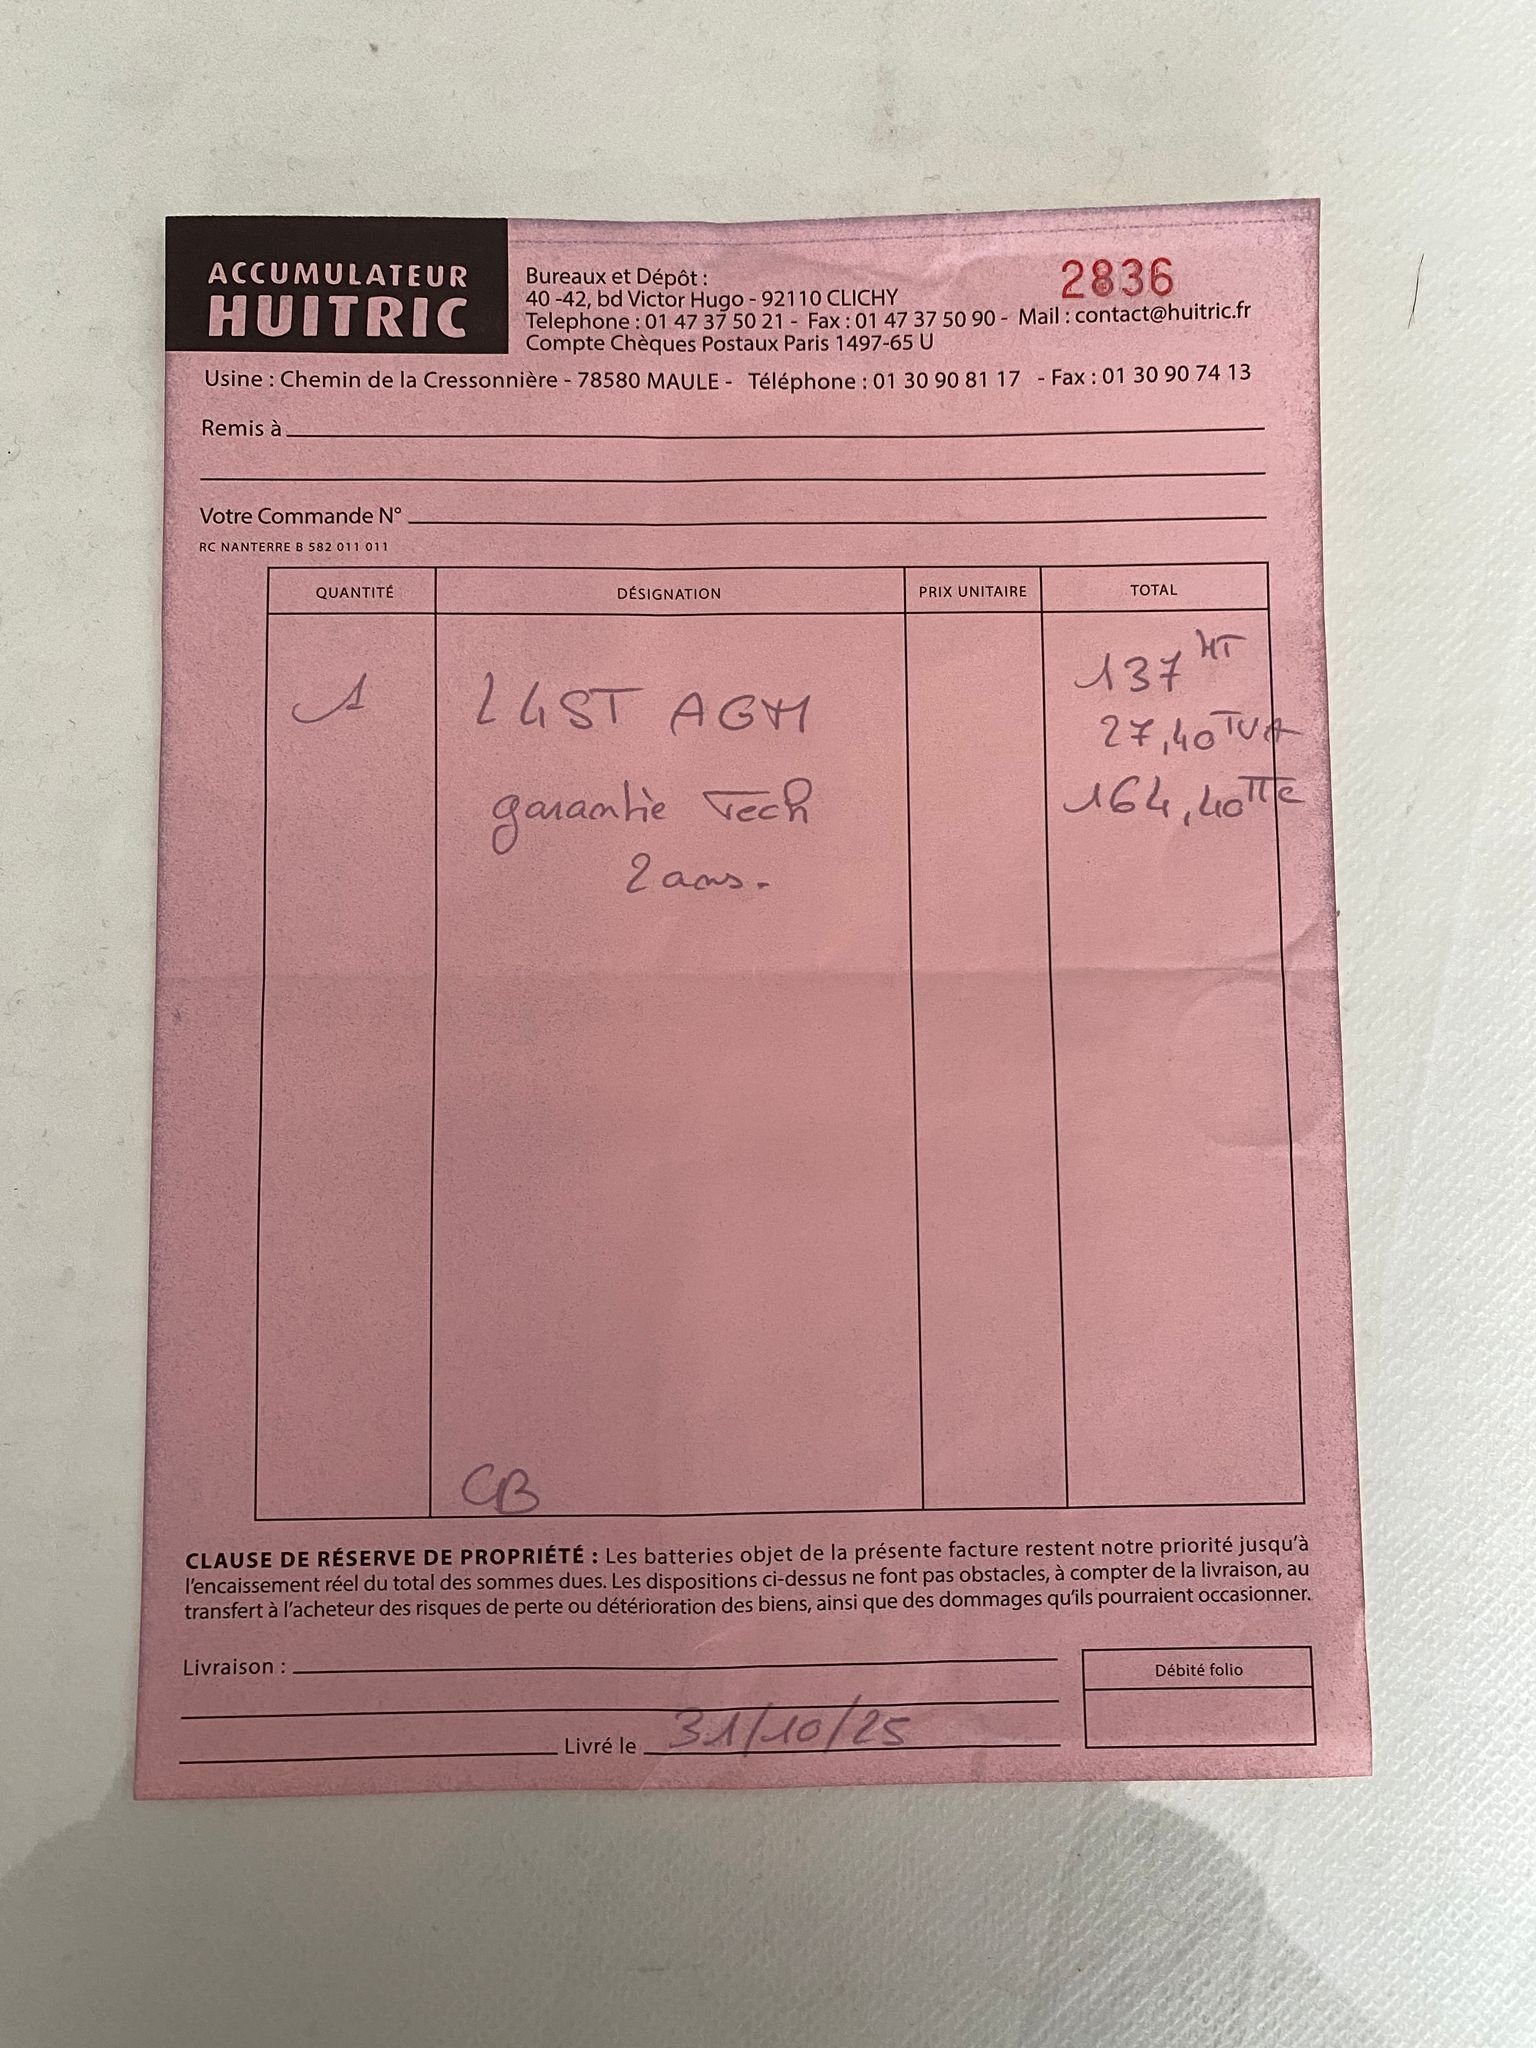 ACCUMULATEUR
HUITRIC
2836
Bureaux et Dépôt :
40 -42, bd Victor Hugo - 92110 CLICHY
Telephone : 01 47 37 50 21 - Fax : 01 47 37 50 90 - Mail : contact@huitric.fr
Compte Chèques Postaux Paris 1497-65 U
Usine : Chemin de la Cressonnière - 78580 MAULE - Téléphone : 01 30 90 81 17 - Fax : 01 30 90 74 13
Remis à
Votre Commande N°
RC NANTERRE B 582 011 011
QUANTITÉ DÉSIGNATION PRIX UNITAIRE TOTAL
1 L4ST AGM 137 HT
27,40 TVA
garantie Tech 164,40 TTC
2 ans.
CB
CLAUSE DE RÉSERVE DE PROPRIÉTÉ : Les batteries objet de la présente facture restent notre priorité jusqu'à
l'encaissement réel du total des sommes dues. Les dispositions ci-dessus ne font pas obstacles, à compter de la livraison, au
transfert à l'acheteur des risques de perte ou détérioration des biens, ainsi que des dommages qu'ils pourraient occasionner.
Livraison :
Débité folio
Livré le 31/10/25